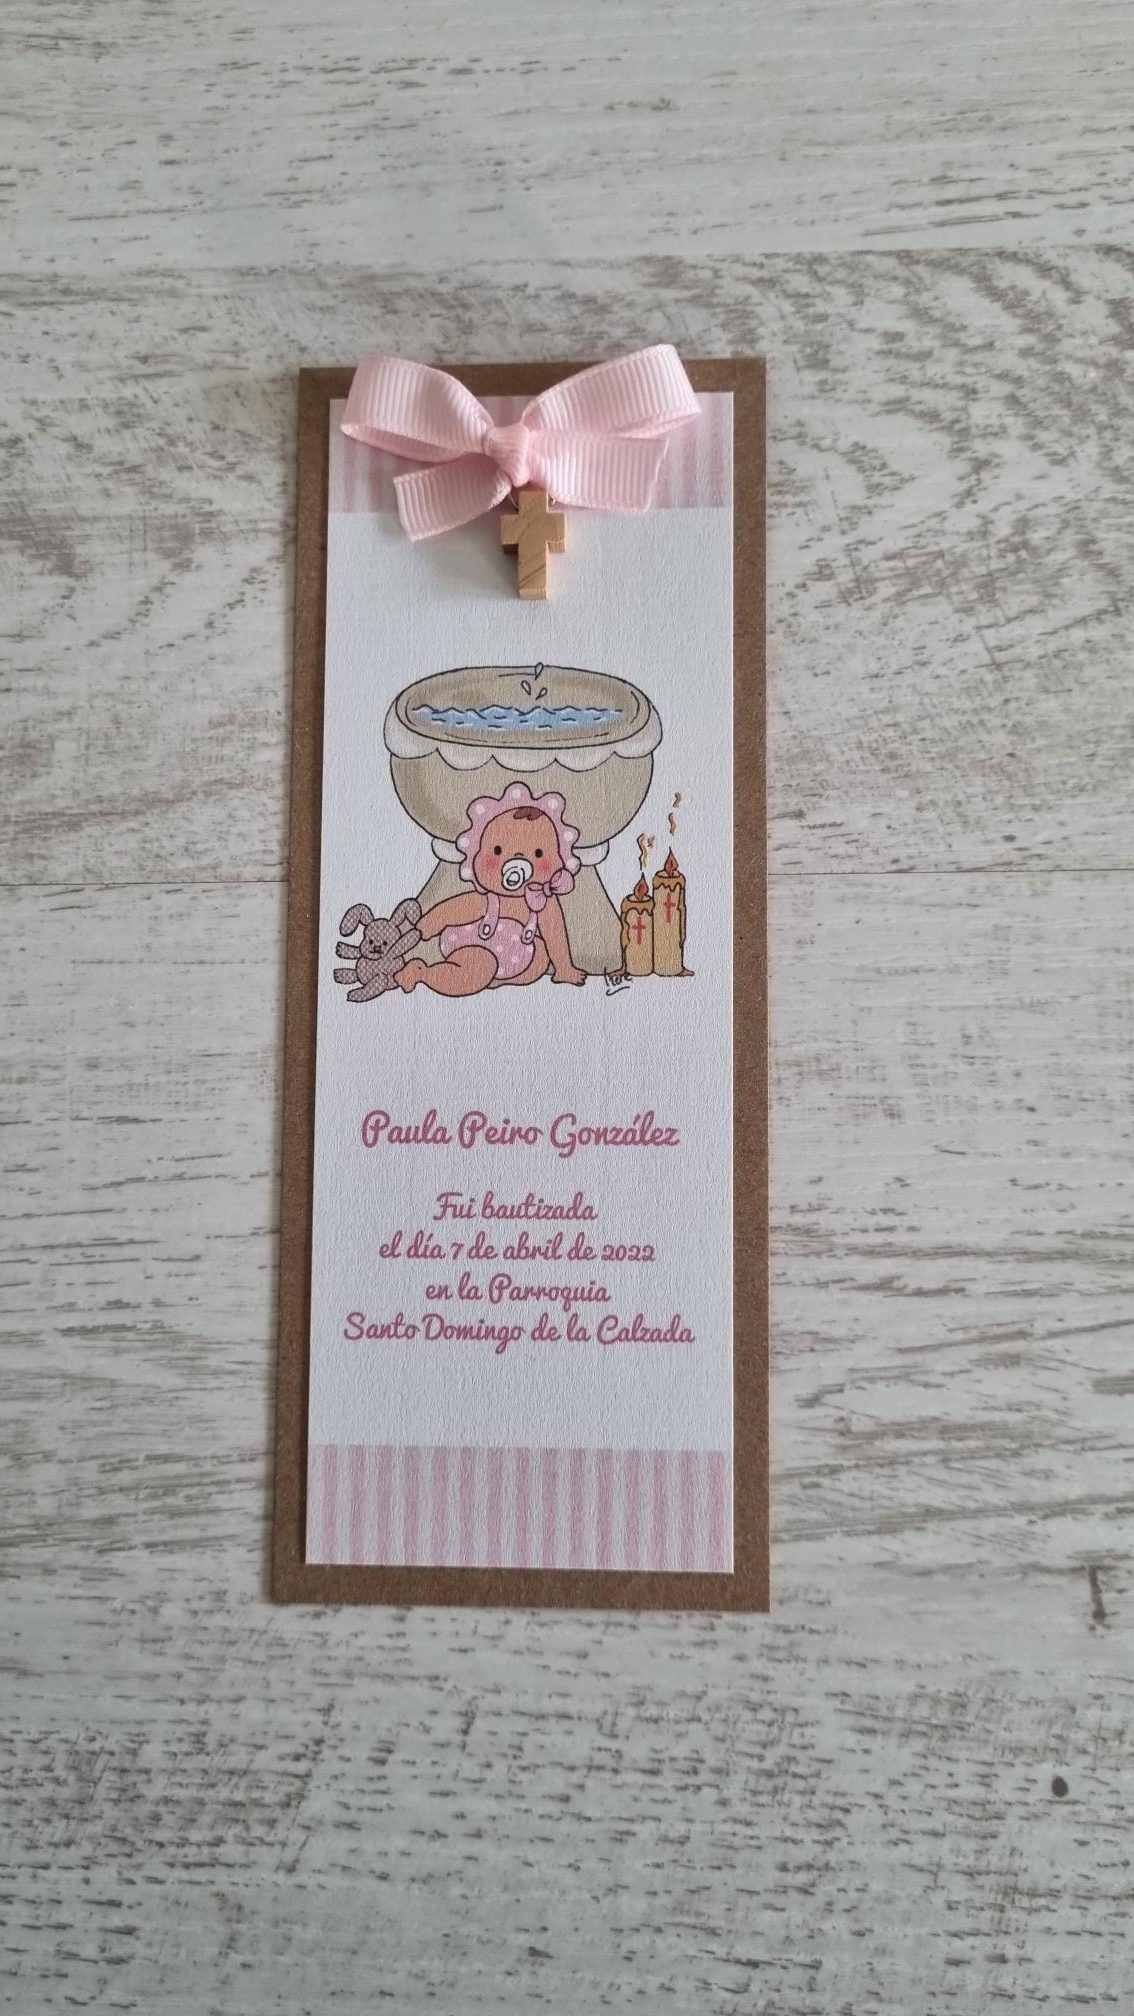 Paula Peiro González
Fui bautizada
el día 7 de abril de 2022
en la Parroquia
Santo Domingo de la Calzada